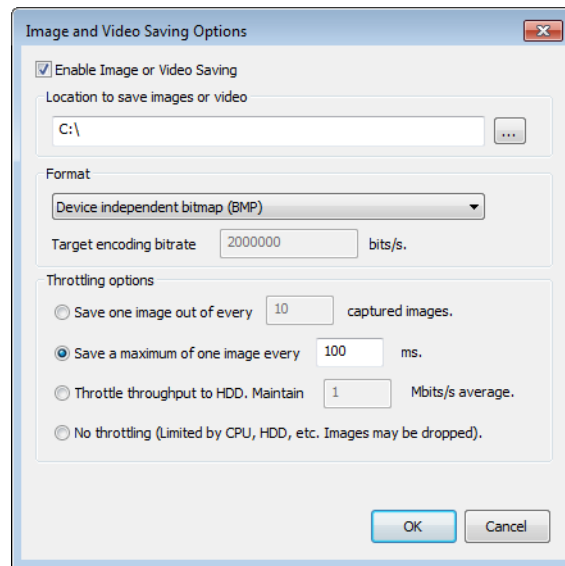 Image and Video Saving Options
Enable Image or Video Saving
Location to save images or video
C:\
...
Format
Device independent bitmap (BMP)
Target encoding bitrate 2000000 bits/s.
Throttling options
Save one image out of every 10 captured images.
Save a maximum of one image every 100 ms.
Throttle throughput to HDD. Maintain 1 Mbits/s average.
No throttling (Limited by CPU, HDD, etc. Images may be dropped).
OK Cancel